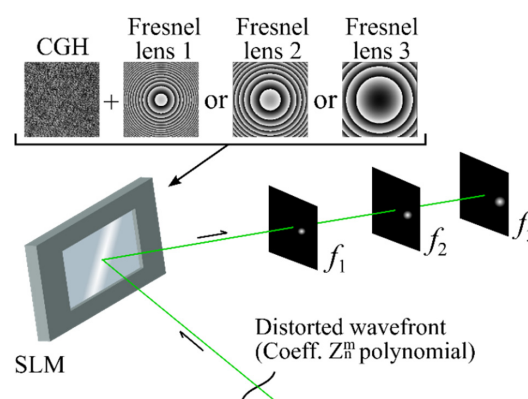 CGH
Fresnel
lens 1
Fresnel
lens 2
Fresnel
lens 3
+
or
or
f1
f2
SLM
Distorted wavefront
(Coeff. Zₙᵐ polynomial)